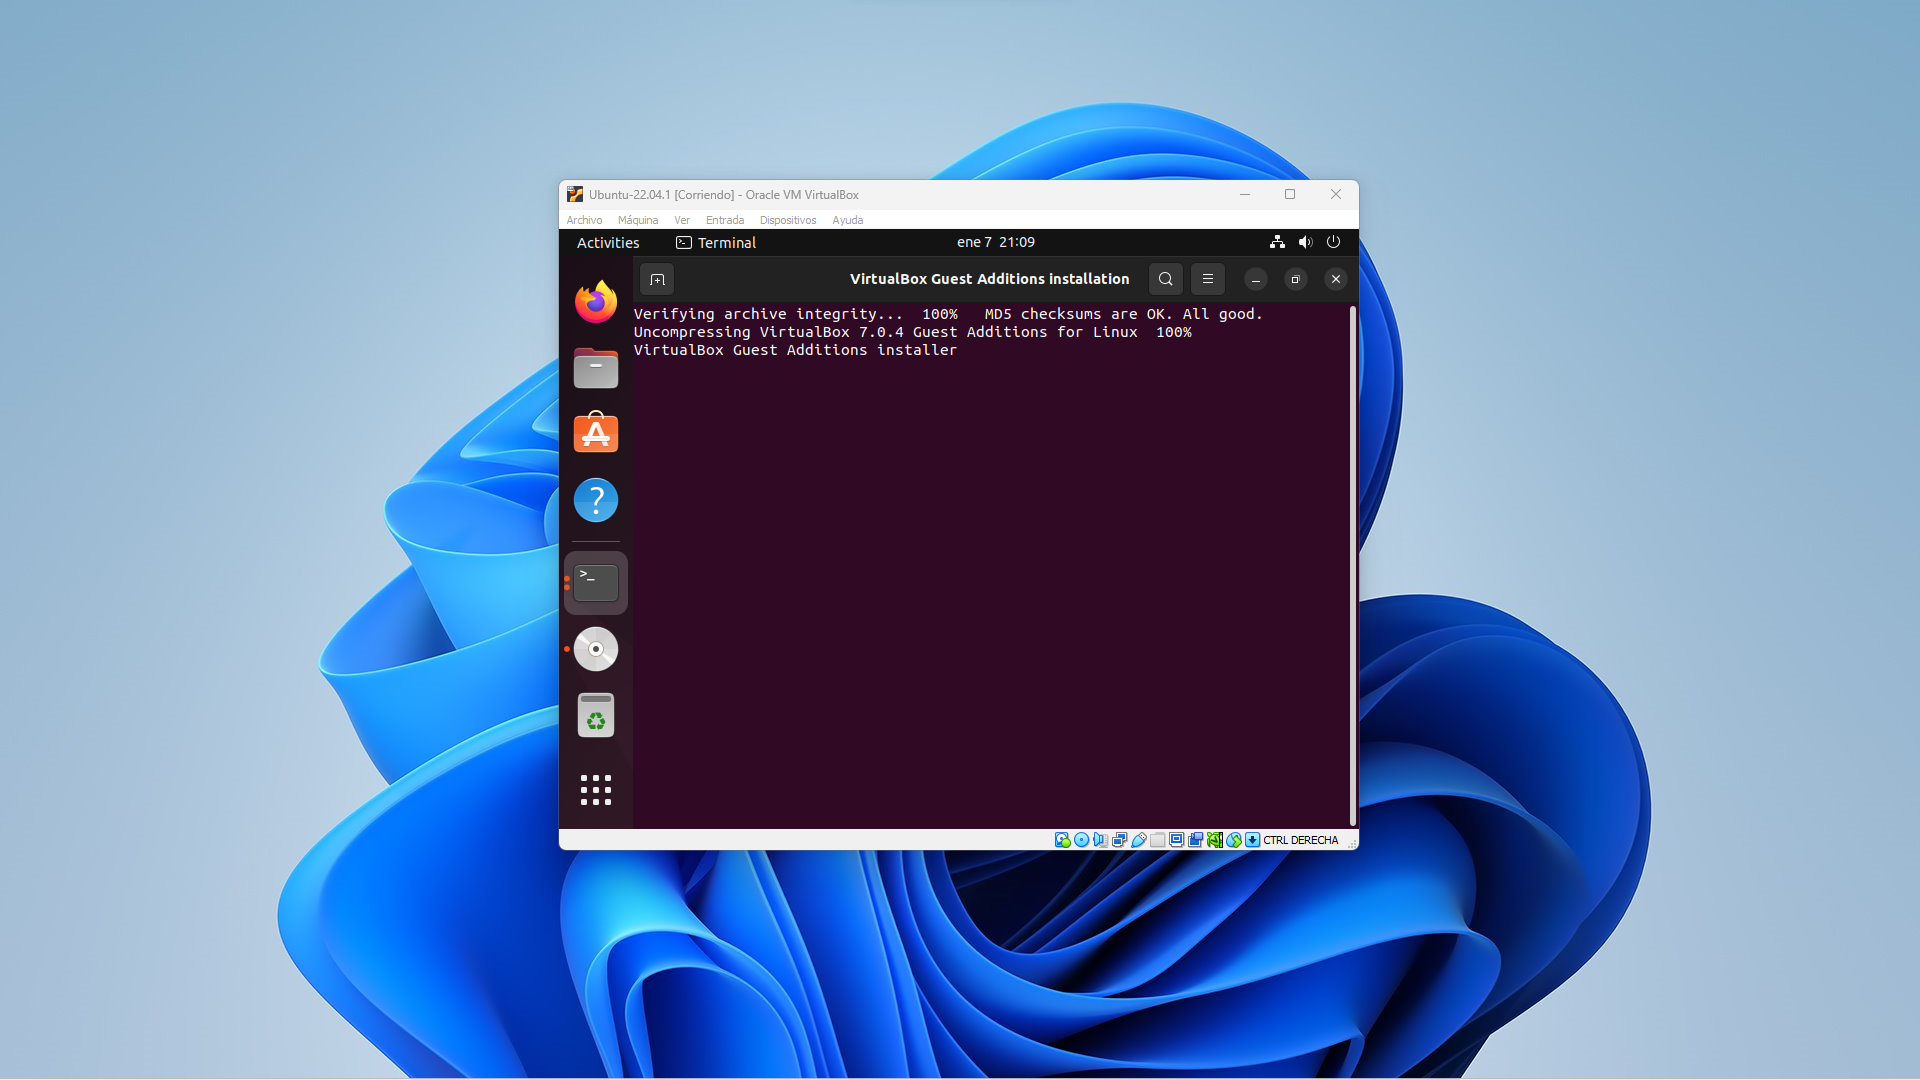 Ubuntu-22.04.1 [Corriendo] - Oracle VM VirtualBox
Archivo Máquina Ver Entrada Dispositivos Ayuda
Activities Terminal ene 7 21:09
VirtualBox Guest Additions installation
Verifying archive integrity... 100% MD5 checksums are OK. All good.
Uncompressing VirtualBox 7.0.4 Guest Additions for Linux 100%
VirtualBox Guest Additions installer
CTRL DERECHA